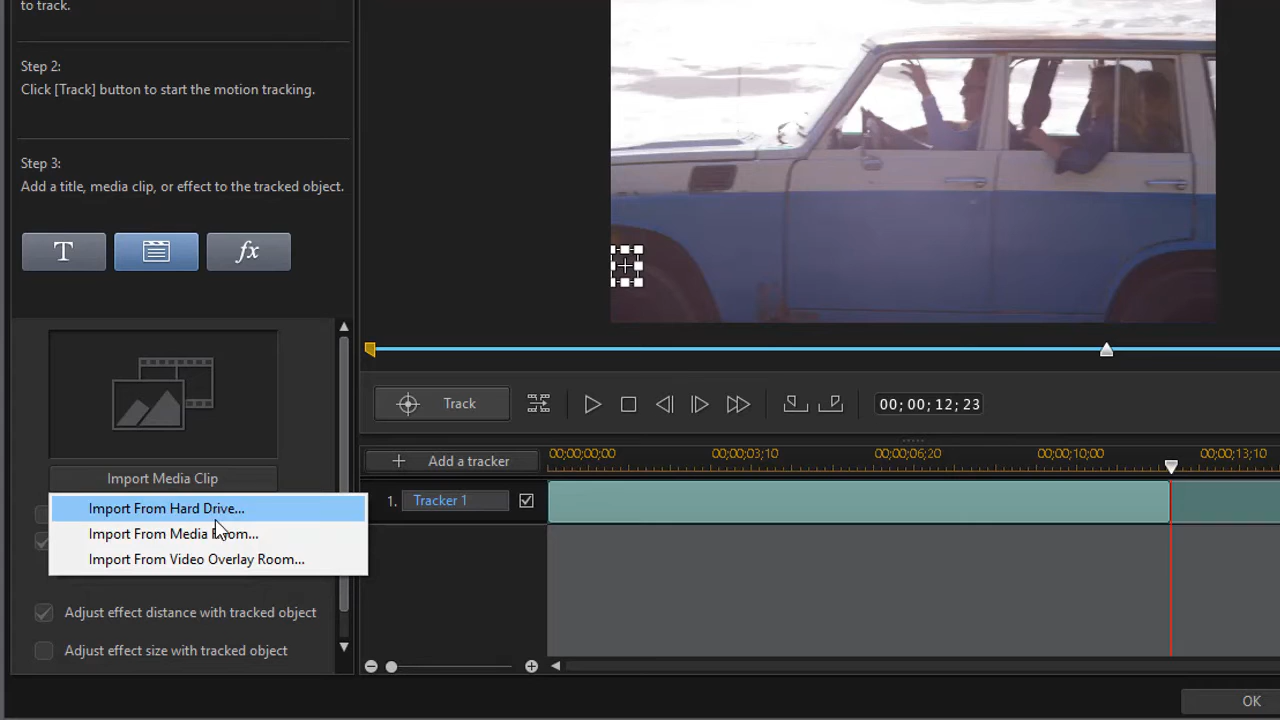 to track.
Step 2:
Click [Track] button to start the motion tracking.
Step 3:
Add a title, media clip, or effect to the tracked object.
T
fx
Import Media Clip
Import From Hard Drive...
Import From Media Room...
Import From Video Overlay Room...
Adjust effect distance with tracked object
Adjust effect size with tracked object
Track
00;00;12;23
Add a tracker
00;00;00;00 00;00;03;10 00;00;06;20 00;00;10;00 00;00;13;10
1. Tracker 1
OK